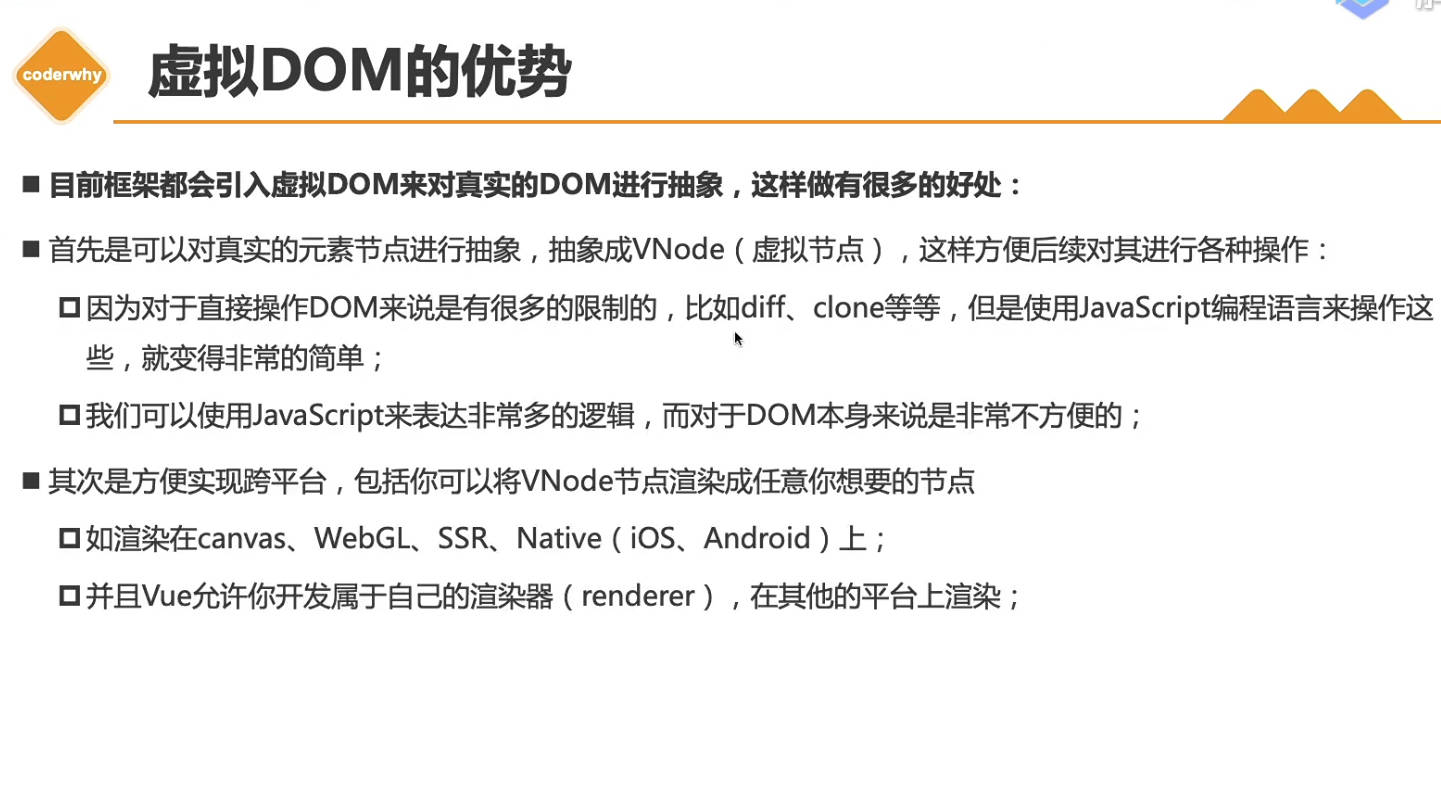 coderwhy
虚拟DOM的优势
目前框架都会引入虚拟DOM来对真实的DOM进行抽象，这样做有很多的好处：
首先是可以对真实的元素节点进行抽象，抽象成VNode（虚拟节点），这样方便后续对其进行各种操作：
因为对于直接操作DOM来说是有很多的限制的，比如diff、clone等等，但是使用JavaScript编程语言来操作这
些，就变得非常的简单；
我们可以使用JavaScript来表达非常多的逻辑，而对于DOM本身来说是非常不方便的；
其次是方便实现跨平台，包括你可以将VNode节点渲染成任意你想要的节点
如渲染在canvas、WebGL、SSR、Native（iOS、Android）上；
并且Vue允许你开发属于自己的渲染器（renderer），在其他的平台上渲染；